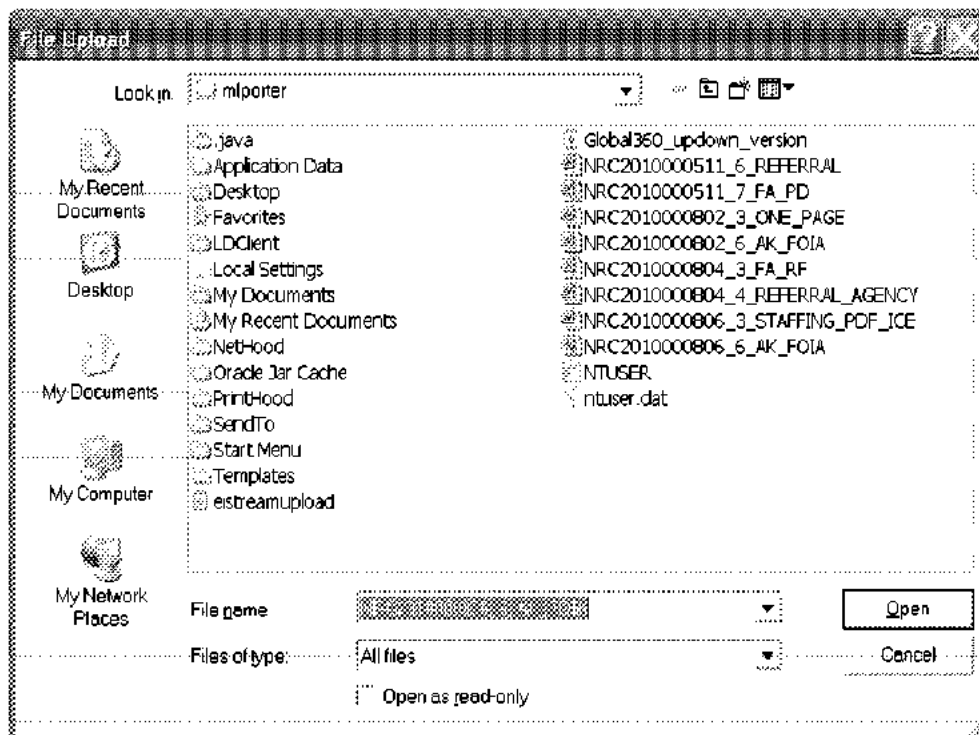 File Upload
Look in: mlporter
My Recent Documents
Desktop
My Documents
My Computer
My Network Places
.java
Application Data
Desktop
Favorites
LDClient
Local Settings
My Documents
My Recent Documents
NetHood
Oracle Jar Cache
PrintHood
SendTo
Start Menu
Templates
eistreamupload
Global360_updown_version
NRC2010000511_6_REFERRAL
NRC2010000511_7_FA_PD
NRC2010000802_3_ONE_PAGE
NRC2010000802_6_AK_FOIA
NRC2010000804_3_FA_RF
NRC2010000804_4_REFERRAL_AGENCY
NRC2010000806_3_STAFFING_PDF_ICE
NRC2010000806_6_AK_FOIA
NTUSER
ntuser.dat
File name
Open
Files of type: All files
Cancel
Open as read-only